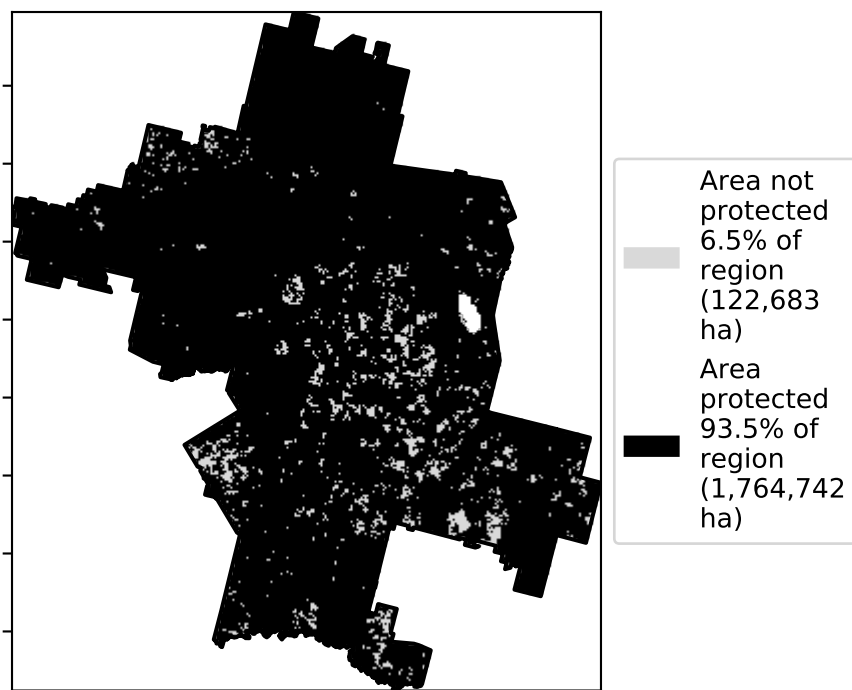 Area not
protected
6.5% of
region
(122,683
ha)
Area
protected
93.5% of
region
(1,764,742
ha)